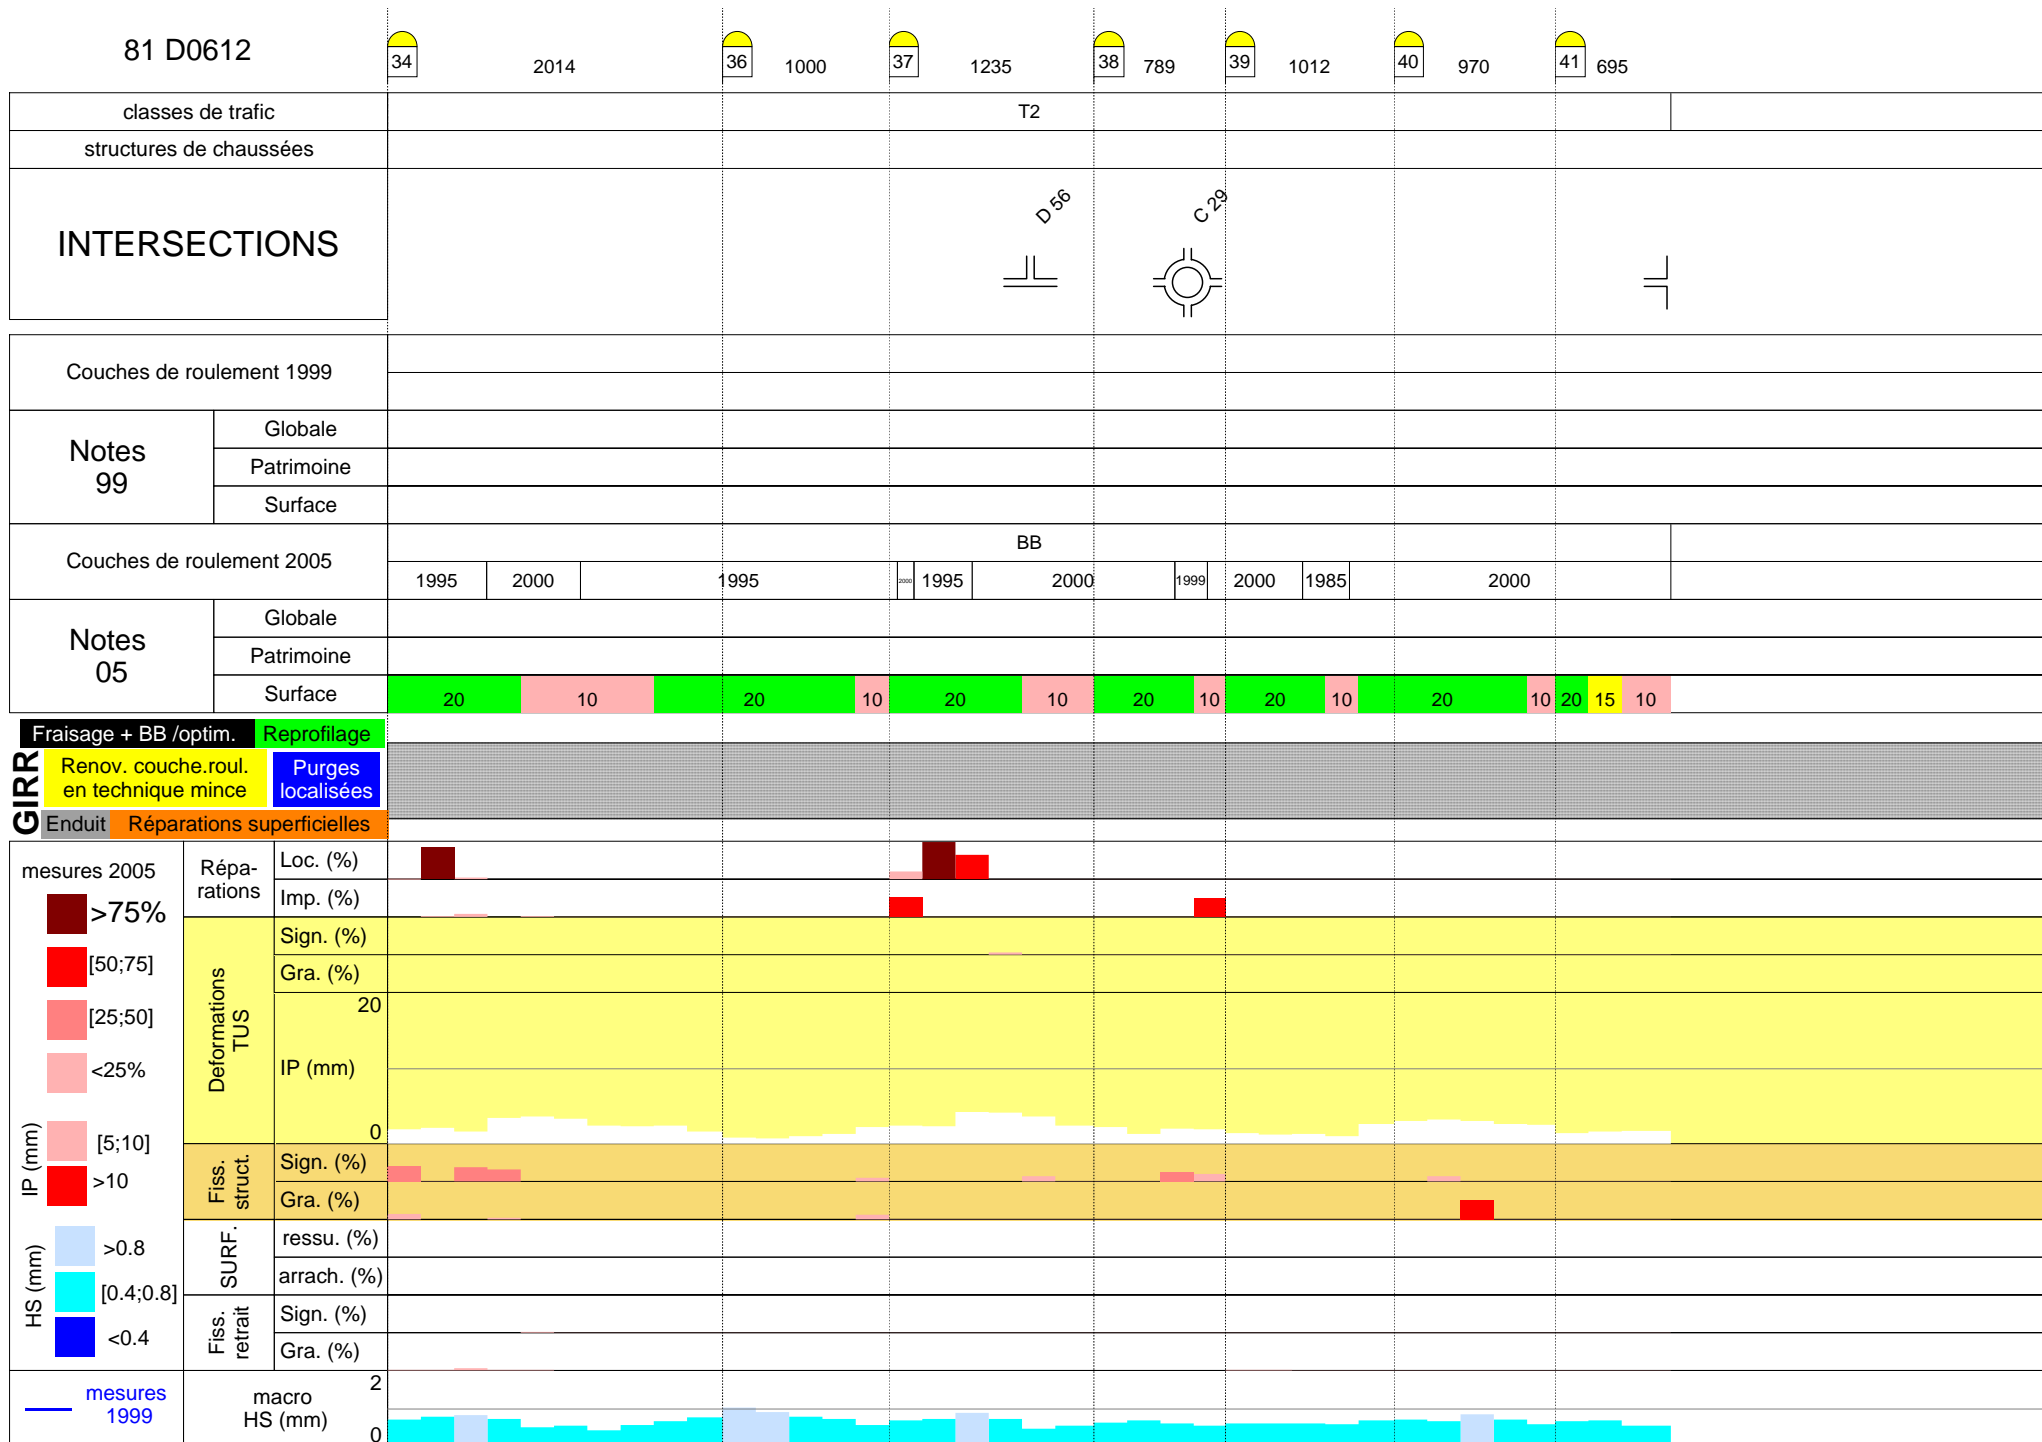 81 D0612
34 2014 36 1000 37 1235 38 789 39 1012 40 970 41 695
classes de trafic T2
structures de chaussées
INTERSECTIONS
D 56 C 29
Couches de roulement 1999
Notes 99
Globale
Patrimoine
Surface
Couches de roulement 2005
BB
1995 2000 1995 2000 1995 2000 1999 2000 1985 2000
Notes 05
Globale
Patrimoine
Surface 20 10 20 10 20 10 20 10 20 10 20 10 20 15 10
GIRR
Fraisage + BB /optim. Reprofilage
Renov. couche.roul.
en technique mince
Purges
localisées
Enduit Réparations superficielles
mesures 2005
>75%
[50;75]
[25;50]
<25%
IP (mm)
[5;10]
>10
HS (mm)
>0.8
[0.4;0.8]
<0.4
mesures
1999
Répa-
rations
Loc. (%)
Imp. (%)
Deformations
TUS
Sign. (%)
Gra. (%)
20
IP (mm)
0
Fiss.
struct.
Sign. (%)
Gra. (%)
SURF.
ressu. (%)
arrach. (%)
Fiss.
retrait
Sign. (%)
Gra. (%)
macro
HS (mm)
2
0